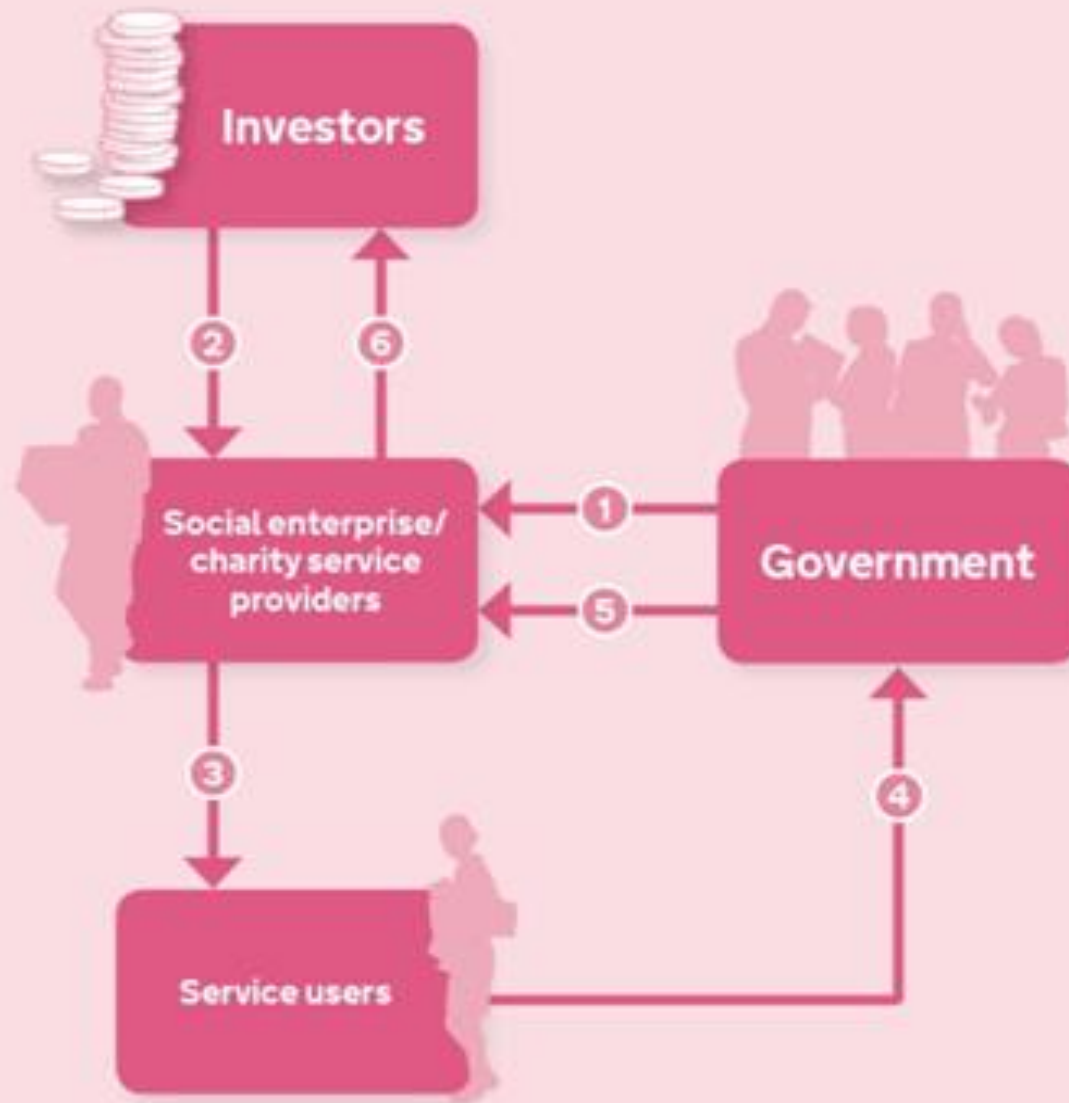 Investors
2
6
Social enterprise/
charity service
providers
1
Government
5
3
4
Service users